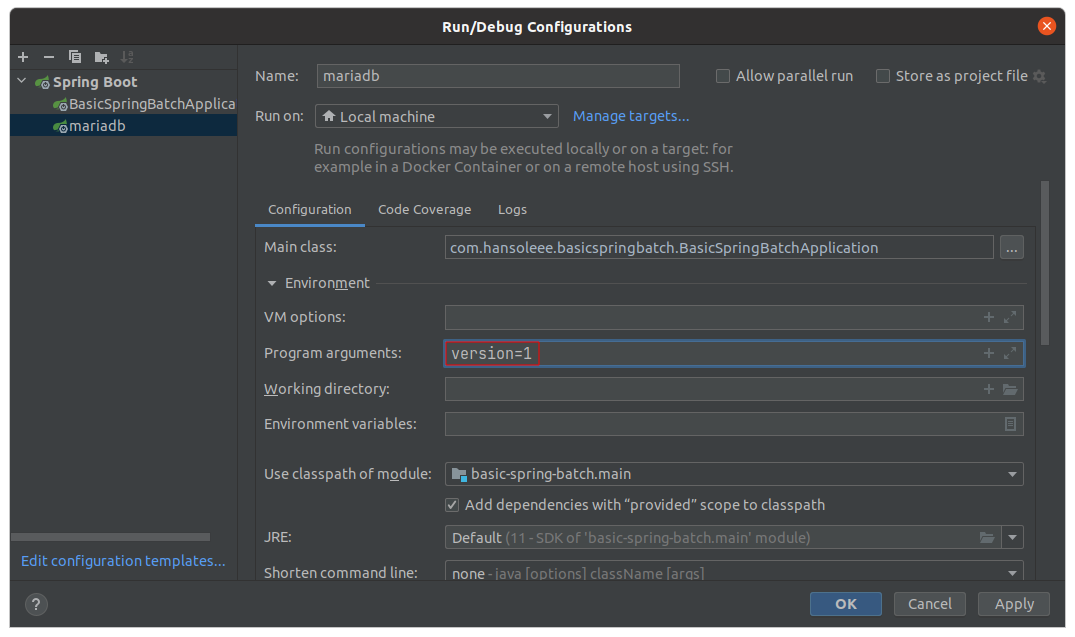 Run/Debug Configurations
Spring Boot
BasicSpringBatchApplica
mariadb
Edit configuration templates...
Name: mariadb Allow parallel run Store as project file
Run on: Local machine Manage targets...
Run configurations may be executed locally or on a target: for
example in a Docker Container or on a remote host using SSH.
Configuration Code Coverage Logs
Main class: com.hansoleee.basicspringbatch.BasicSpringBatchApplication ...
Environment
VM options:
Program arguments: version=1
Working directory:
Environment variables:
Use classpath of module: basic-spring-batch.main
Add dependencies with “provided” scope to classpath
JRE: Default (11 - SDK of 'basic-spring-batch.main' module)
Shorten command line: none - java [options] className [args]
? OK Cancel Apply